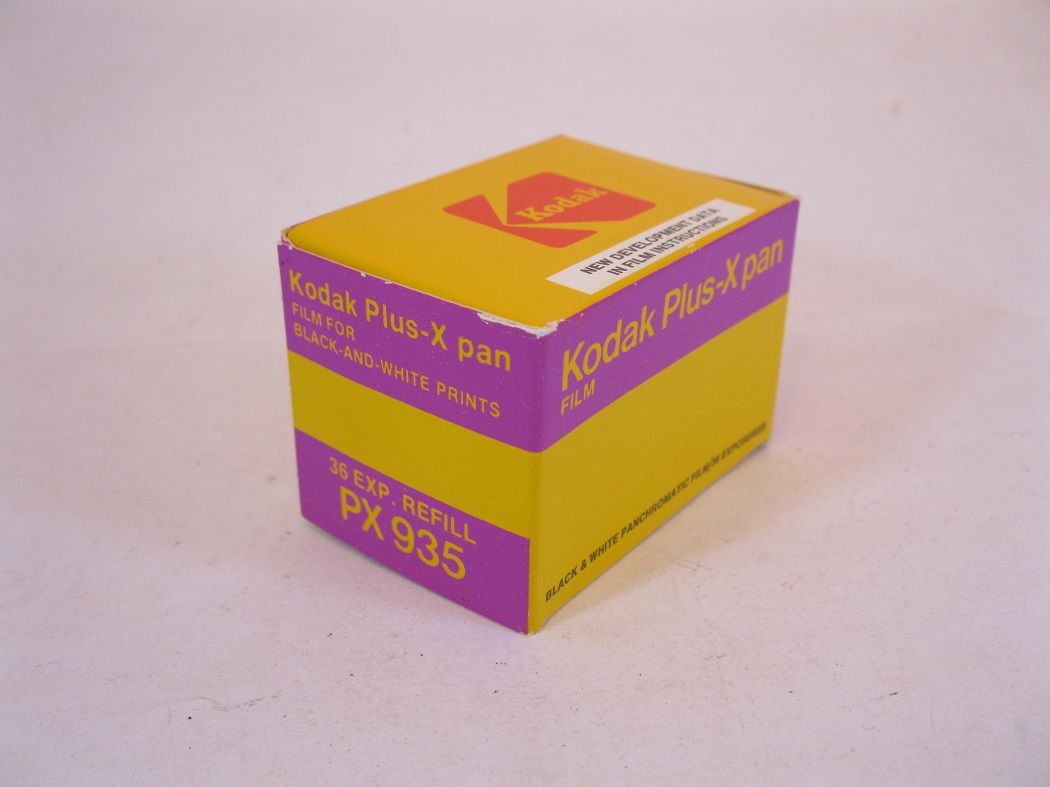 Kodak
NEW DEVELOPMENT DATA
IN FILM INSTRUCTIONS
Kodak Plus-X pan
FILM FOR
BLACK-AND-WHITE PRINTS
36 EXP. REFILL
PX 935
Kodak Plus-X pan
FILM
BLACK & WHITE PANCHROMATIC FILM/36 EXPOSURES